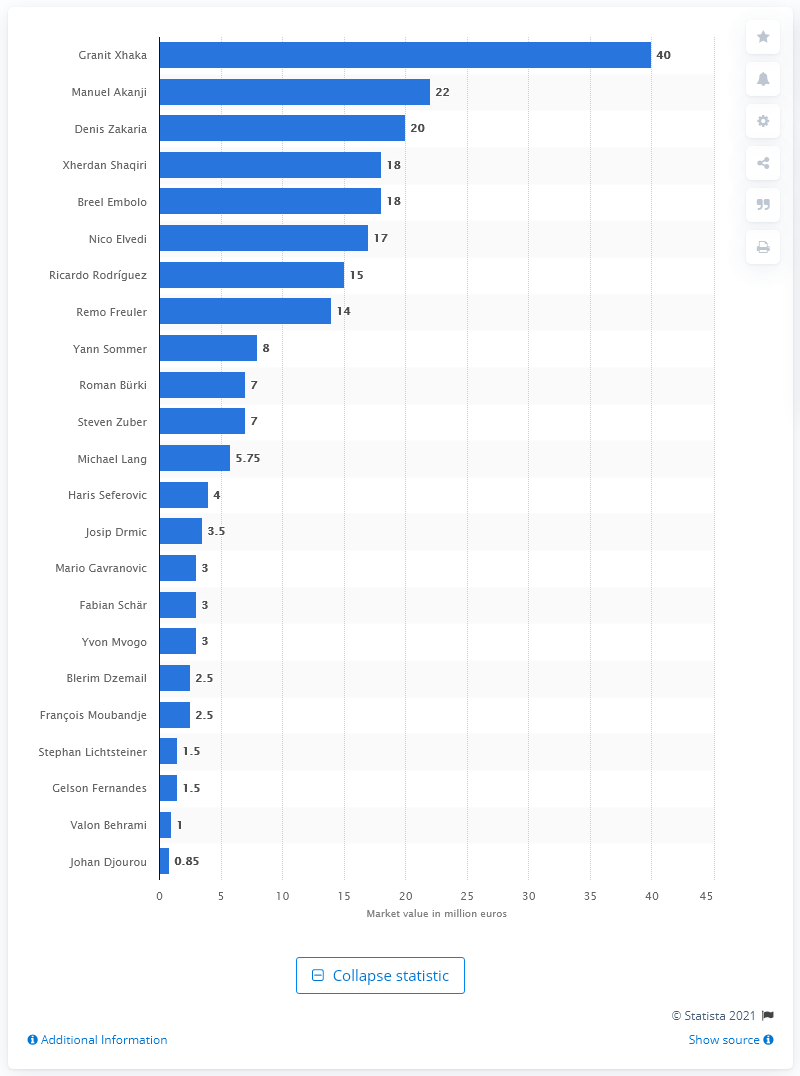 Granit Xhaka 40
Manuel Akanji 22
Denis Zakaria 20
Xherdan Shaqiri 18
Breel Embolo 18
Nico Elvedi 17
Ricardo Rodríguez 15
Remo Freuler 14
Yann Sommer 8
Roman Bürki 7
Steven Zuber 7
Michael Lang 5.75
Haris Seferovic 4
Josip Drmic 3.5
Mario Gavranovic 3
Fabian Schär 3
Yvon Mvogo 3
Blerim Dzemail 2.5
François Moubandje 2.5
Stephan Lichtsteiner 1.5
Gelson Fernandes 1.5
Valon Behrami 1
Johan Djourou 0.85
0 5 10 15 20 25 30 35 40 45
Market value in million euros
Collapse statistic
© Statista 2021
Additional Information
Show source